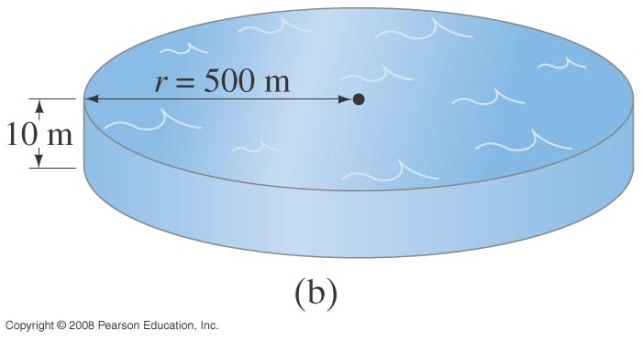 r = 500 m
10 m
(b)
Copyright © 2008 Pearson Education, Inc.